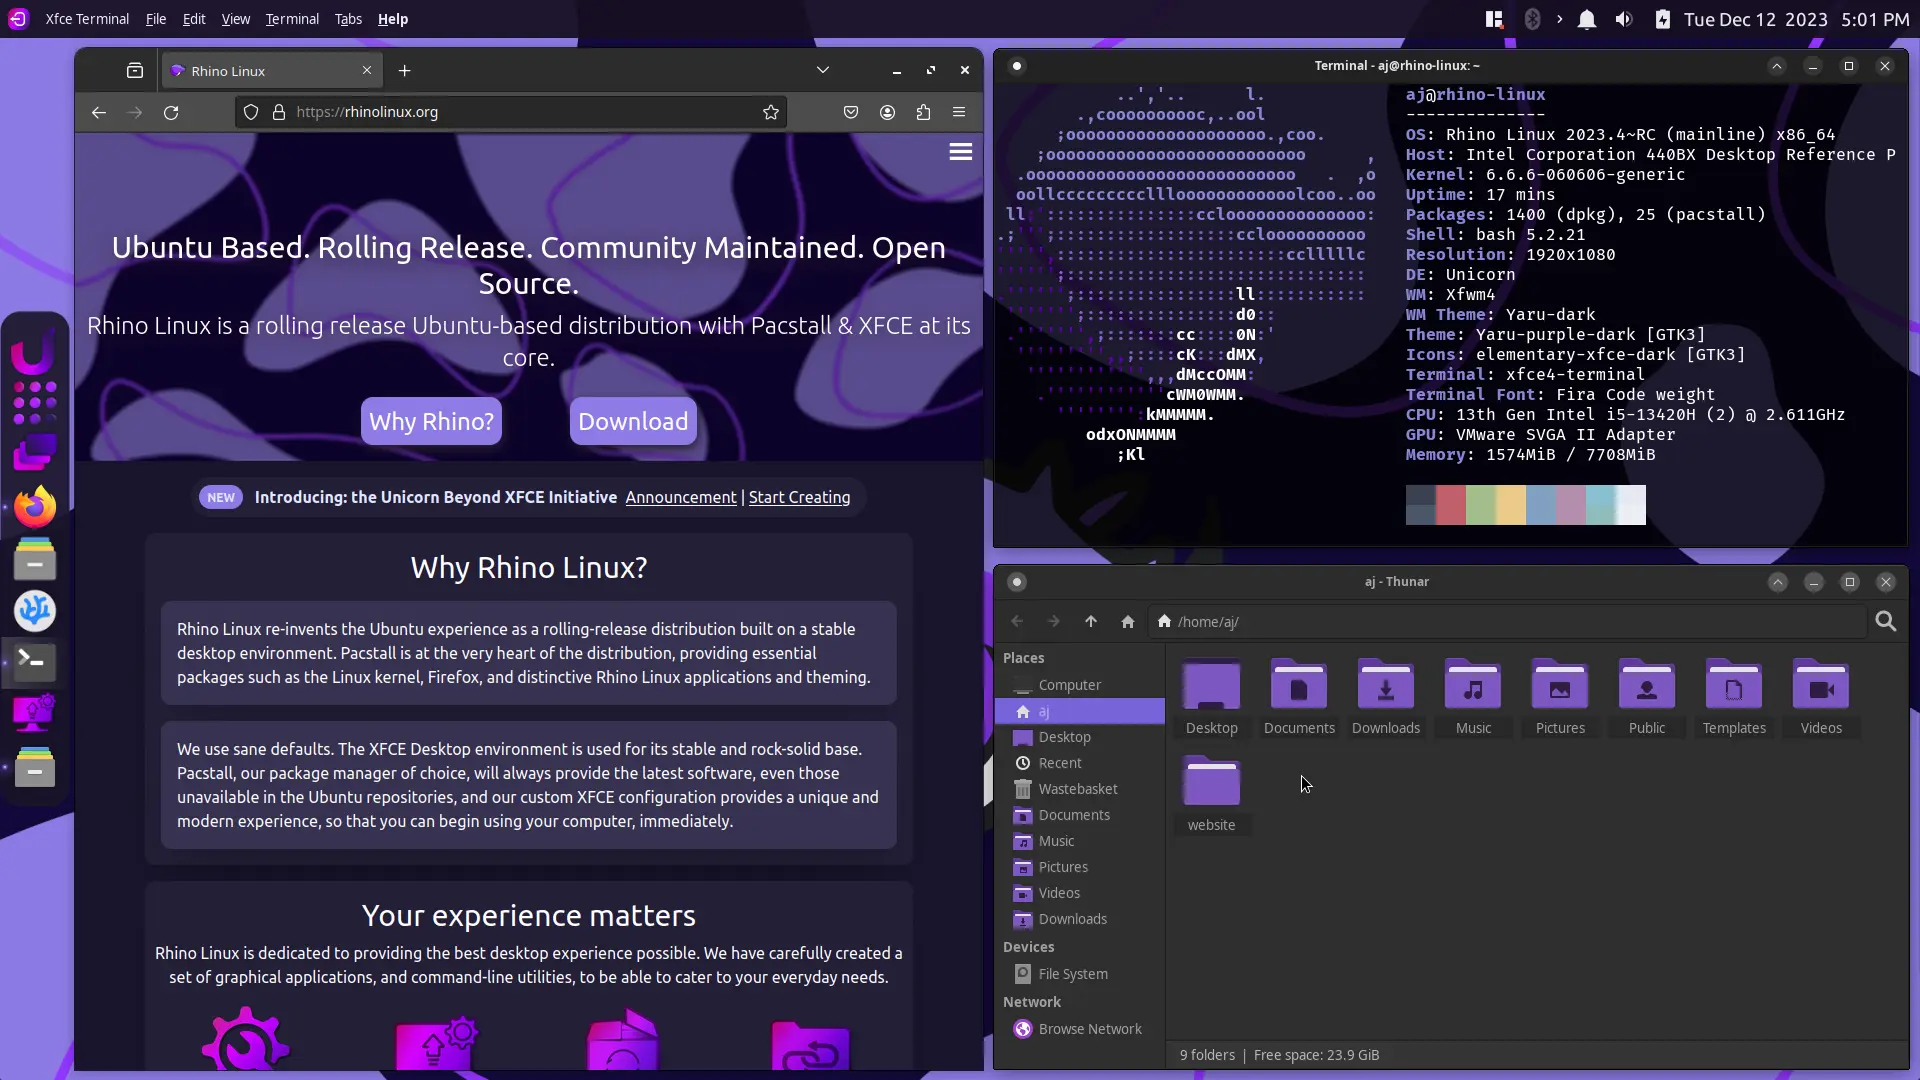 Xfce Terminal File Edit View Terminal Tabs Help
Tue Dec 12 2023 5:01 PM
Rhino Linux
https://rhinolinux.org
Ubuntu Based. Rolling Release. Community Maintained. Open
Source.
Rhino Linux is a rolling release Ubuntu-based distribution with Pacstall & XFCE at its
core.
Why Rhino?
Download
NEW Introducing: the Unicorn Beyond XFCE Initiative Announcement | Start Creating
Why Rhino Linux?
Rhino Linux re-invents the Ubuntu experience as a rolling-release distribution built on a stable
desktop environment. Pacstall is at the very heart of the distribution, providing essential
packages such as the Linux kernel, Firefox, and distinctive Rhino Linux applications and theming.
We use sane defaults. The XFCE Desktop environment is used for its stable and rock-solid base.
Pacstall, our package manager of choice, will always provide the latest software, even those
unavailable in the Ubuntu repositories, and our custom XFCE configuration provides a unique and
modern experience, so that you can begin using your computer, immediately.
Your experience matters
Rhino Linux is dedicated to providing the best desktop experience possible. We have carefully created a
set of graphical applications, and command-line utilities, to be able to cater to your everyday needs.
Terminal - aj@rhino-linux: ~
aj@rhino-linux
--------------
OS: Rhino Linux 2023.4~RC (mainline) x86_64
Host: Intel Corporation 440BX Desktop Reference P
Kernel: 6.6.6-060606-generic
Uptime: 17 mins
Packages: 1400 (dpkg), 25 (pacstall)
Shell: bash 5.2.21
Resolution: 1920x1080
DE: Unicorn
WM: Xfwm4
WM Theme: Yaru-dark
Theme: Yaru-purple-dark [GTK3]
Icons: elementary-xfce-dark [GTK3]
Terminal: xfce4-terminal
Terminal Font: Fira Code weight
CPU: 13th Gen Intel i5-13420H (2) @ 2.611GHz
GPU: VMware SVGA II Adapter
Memory: 1574MiB / 7708MiB
aj - Thunar
/home/aj/
Places
Computer
aj
Desktop
Recent
Wastebasket
Documents
Music
Pictures
Videos
Downloads
Devices
File System
Network
Browse Network
Desktop Documents Downloads Music Pictures Public Templates Videos
website
9 folders | Free space: 23.9 GiB